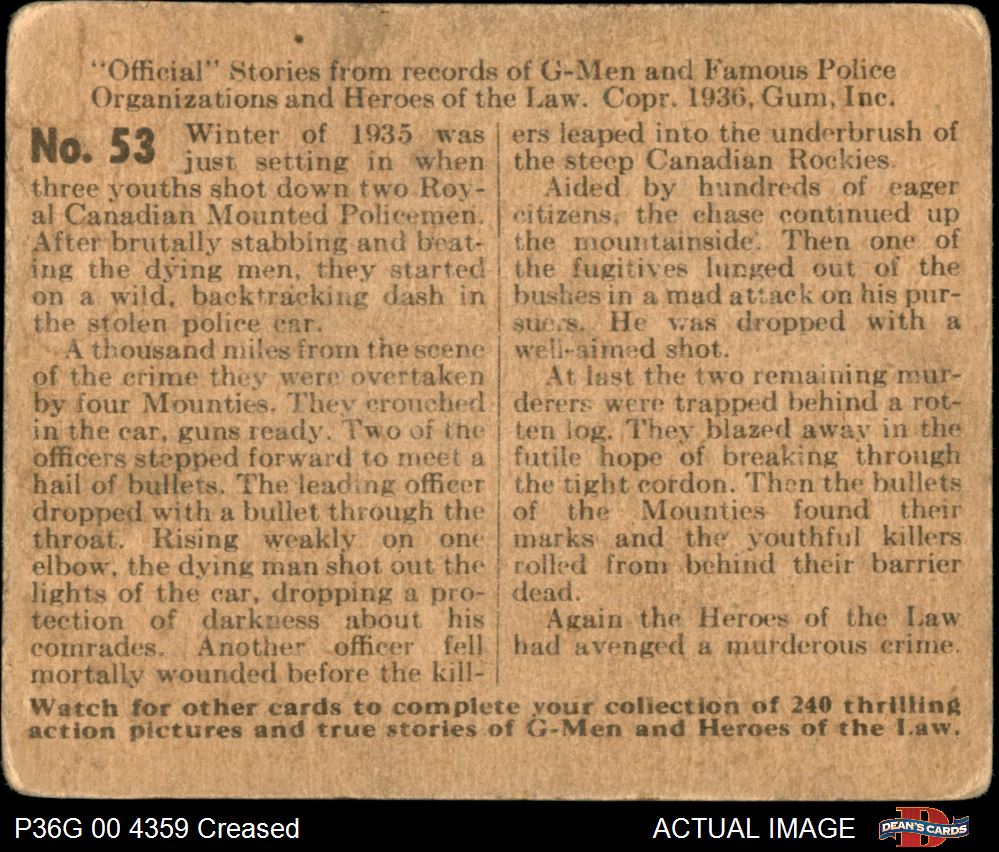 "Official" Stories from records of G-Men and Famous Police
Organizations and Heroes of the Law. Copr. 1936, Gum, Inc.
No. 53 Winter of 1935 was
just setting in when
three youths shot down two Roy-
al Canadian Mounted Policemen.
After brutally stabbing and beat-
ing the dying men, they started
on a wild, backtracking dash in
the stolen police car.
A thousand miles from the scene
of the crime they were overtaken
by four Mounties. They crouched
in the car, guns ready. Two of the
officers stepped forward to meet a
hail of bullets. The leading officer
dropped with a bullet through the
throat. Rising weakly on one
elbow, the dying man shot out the
lights of the car, dropping a pro-
tection of darkness about his
comrades. Another officer fell
mortally wounded before the kill-
ers leaped into the underbrush of
the steep Canadian Rockies.
Aided by hundreds of eager
citizens, the chase continued up
the mountainside. Then one of
the fugitives lunged out of the
bushes in a mad attack on his pur-
suers. He was dropped with a
well-aimed shot.
At last the two remaining mur-
derers were trapped behind a rot-
ten log. They blazed away in the
futile hope of breaking through
the tight cordon. Then the bullets
of the Mounties found their
marks and the youthful killers
rolled from behind their barrier
dead.
Again the Heroes of the Law
had avenged a murderous crime.
Watch for other cards to complete your collection of 240 thrilling
action pictures and true stories of G-Men and Heroes of the Law.
P36G 00 4359 Creased
ACTUAL IMAGE
D
DEAN'S CARDS